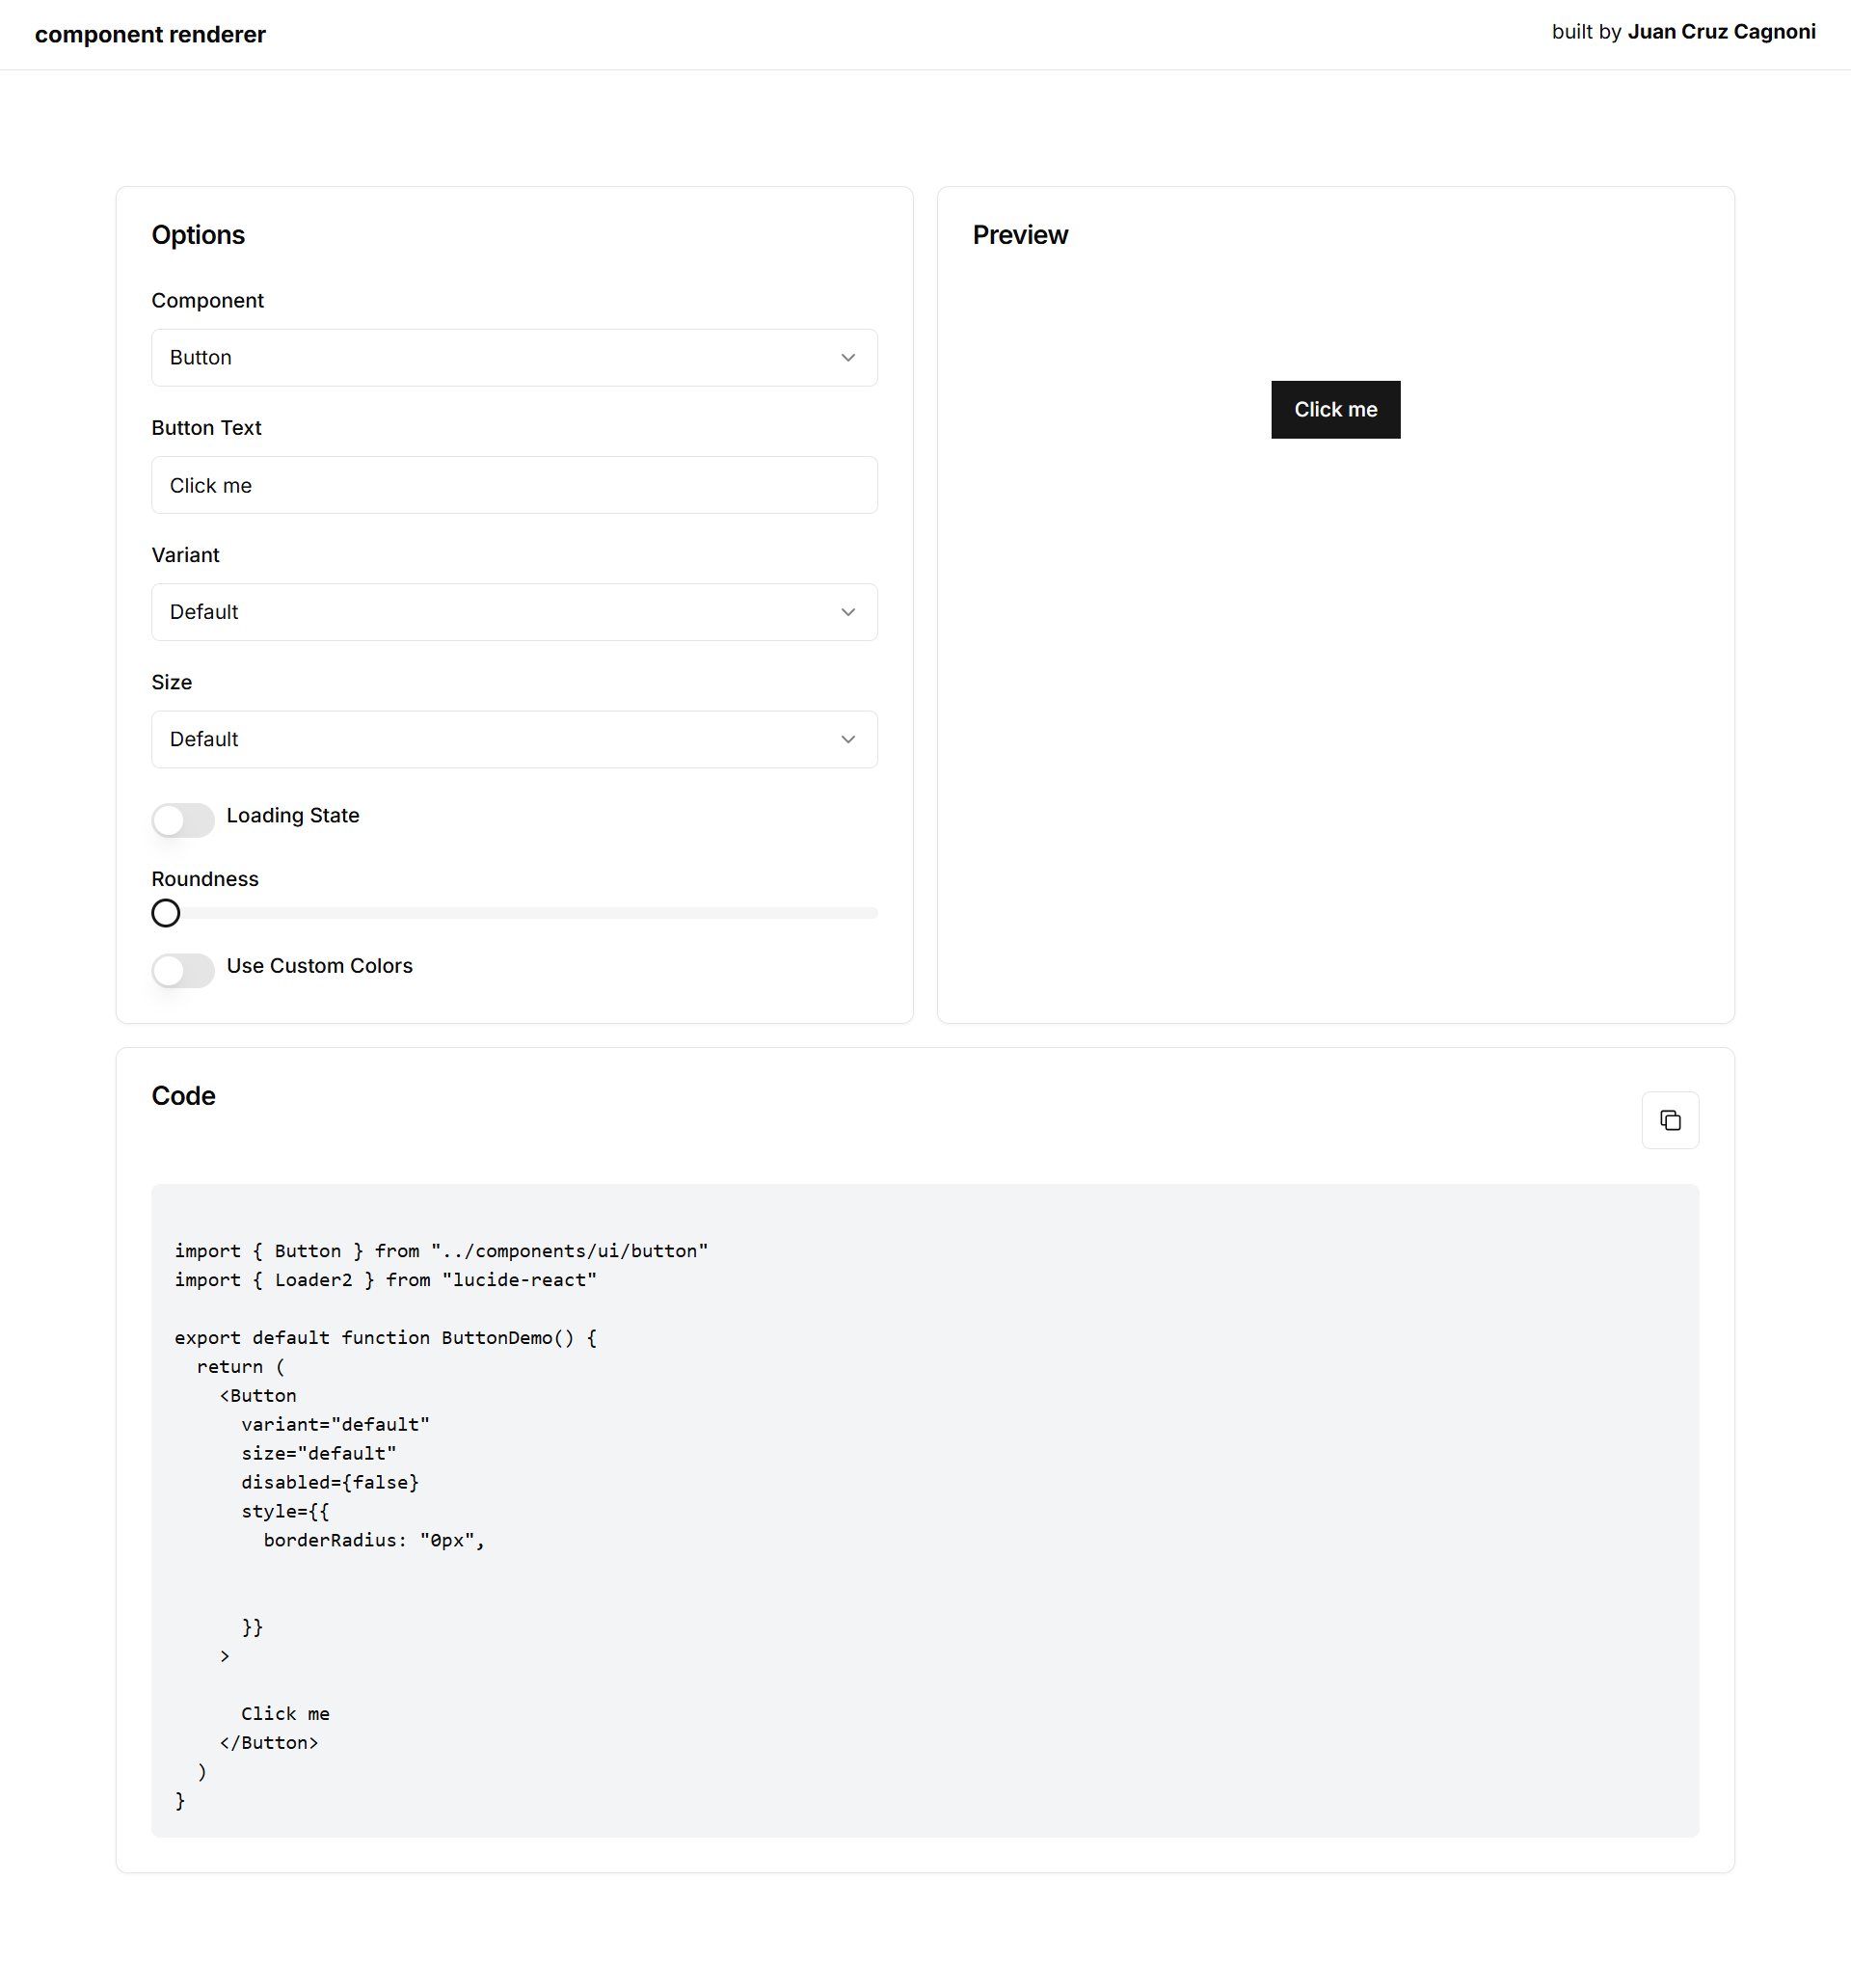 component renderer
built by Juan Cruz Cagnoni
Options
Component
Button
Button Text
Click me
Variant
Default
Size
Default
Loading State
Roundness
Use Custom Colors
Preview
Click me
Code
import { Button } from "../components/ui/button"
import { Loader2 } from "lucide-react"
export default function ButtonDemo() {
  return (
    <Button
      variant="default"
      size="default"
      disabled={false}
      style={{
        borderRadius: "0px",
      }}
    >
      Click me
    </Button>
  )
}